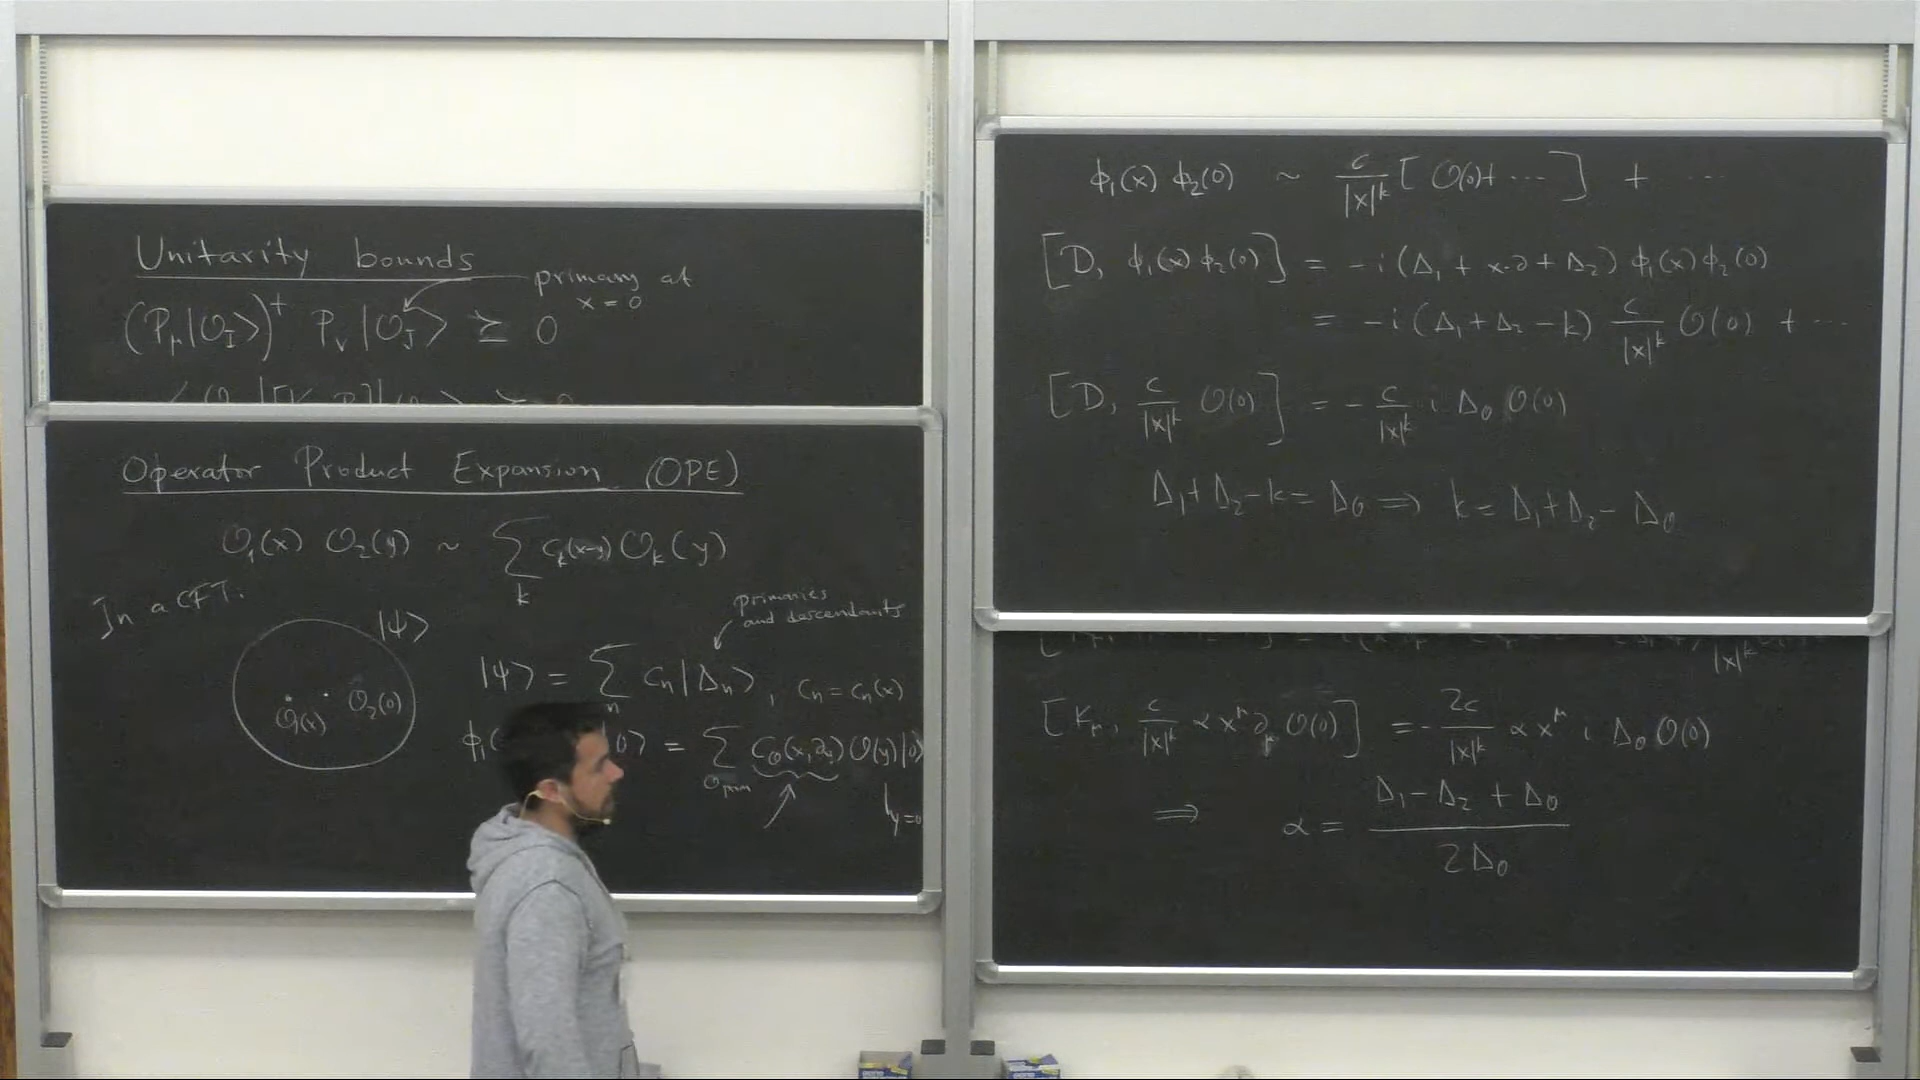 Unitarity bounds
primary at
x = 0
(P_μ|O_I⟩)^† P_ν|O_J⟩ ≥ 0
Operator Product Expansion (OPE)
O_1(x) O_2(y) ~ Σ_k c_k(x-y) O_k(y)
In a CFT:
|ψ⟩
O_1(x) O_2(0)
primaries
and descendants
|ψ⟩ = Σ_n c_n|Δ_n⟩, c_n = c_n(x)
ϕ_1( 0⟩ = Σ_{O prim} c_O(x,∂_y) O(y)|0⟩
|_{y=0}
ϕ_1(x) ϕ_2(0) ~ c/|x|^k [ O(0)+ ... ] + ...
[D, ϕ_1(x) ϕ_2(0)] = -i (Δ_1 + x·∂ + Δ_2) ϕ_1(x) ϕ_2(0)
= -i (Δ_1 + Δ_2 - k) c/|x|^k O(0) + ...
[D, c/|x|^k O(0)] = - c/|x|^k i Δ_O O(0)
Δ_1 + Δ_2 - k = Δ_O ⇒ k = Δ_1 + Δ_2 - Δ_O
|x|^k
[K_μ, c/|x|^k α x^μ ∂_μ O(0)] = - 2c/|x|^k α x^μ i Δ_O O(0)
⇒ α = (Δ_1 - Δ_2 + Δ_O)/(2Δ_O)